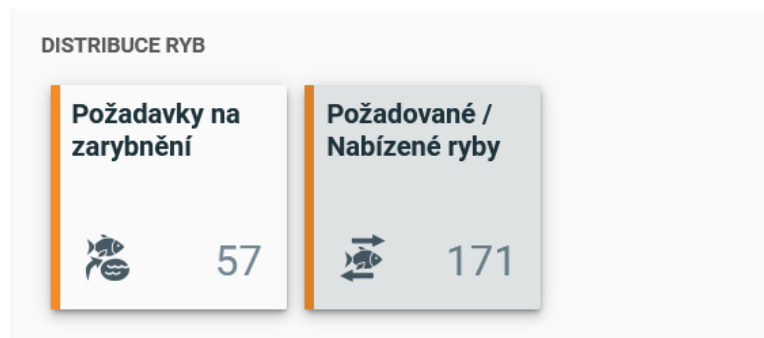 DISTRIBUCE RYB
Požadavky na
zarybnění
57
Požadované /
Nabízené ryby
171